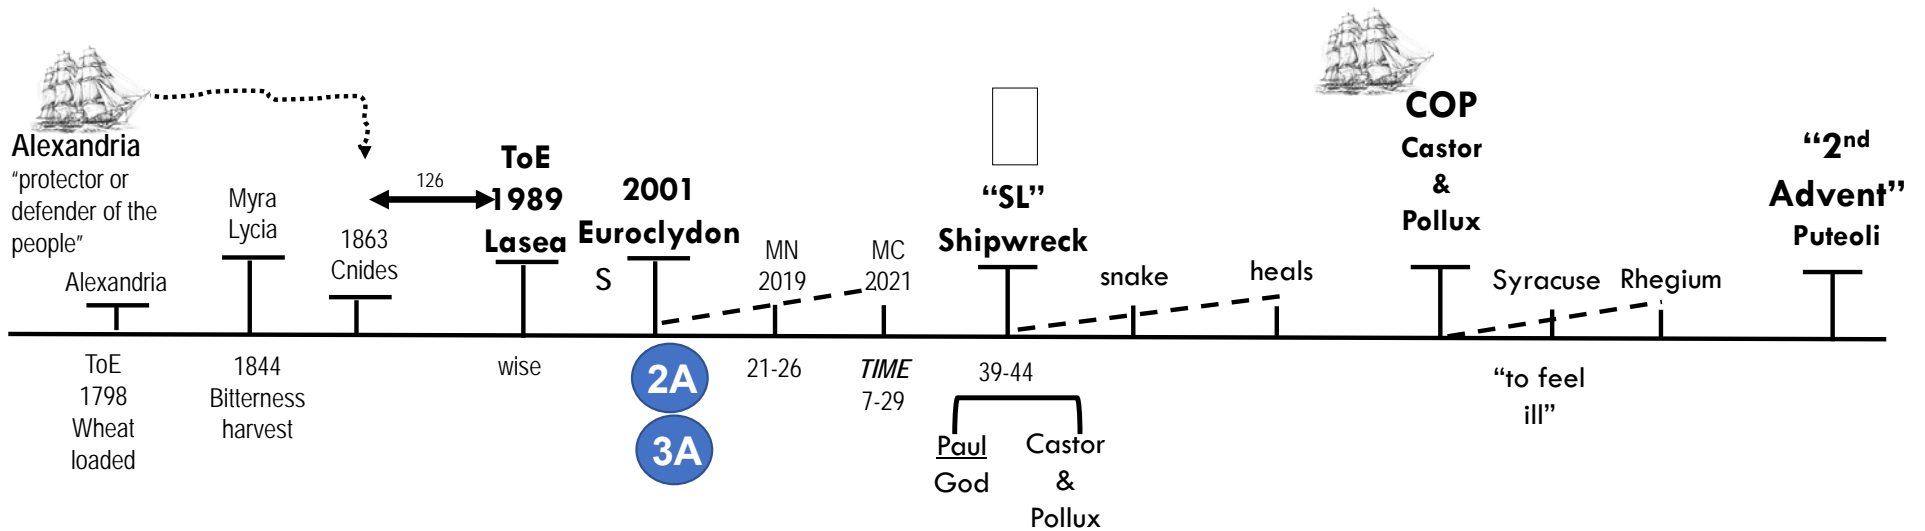 Alexandria
"protector or
defender of the
people"
Alexandria
ToE
1798
Wheat
loaded
Myra
Lycia
1844
Bitterness
harvest
1863
Cnides
126
ToE
1989
Lasea
wise
S
2001
Euroclydon
2A
3A
MN
2019
21-26
MC
2021
TIME
7-29
“SL”
Shipwreck
39-44
Paul
God
Castor
&
Pollux
snake
heals
COP
Castor
&
Pollux
Syracuse
“to feel
ill”
Rhegium
“2nd
Advent”
Puteoli